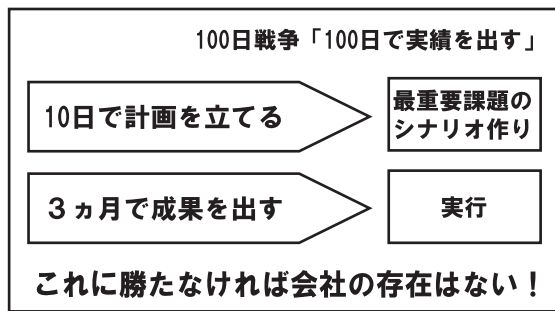 100日戦争「100日で実績を出す」
10日で計画を立てる
最重要課題の
シナリオ作り
3ヵ月で成果を出す
実行
これに勝たなければ会社の存在はない！